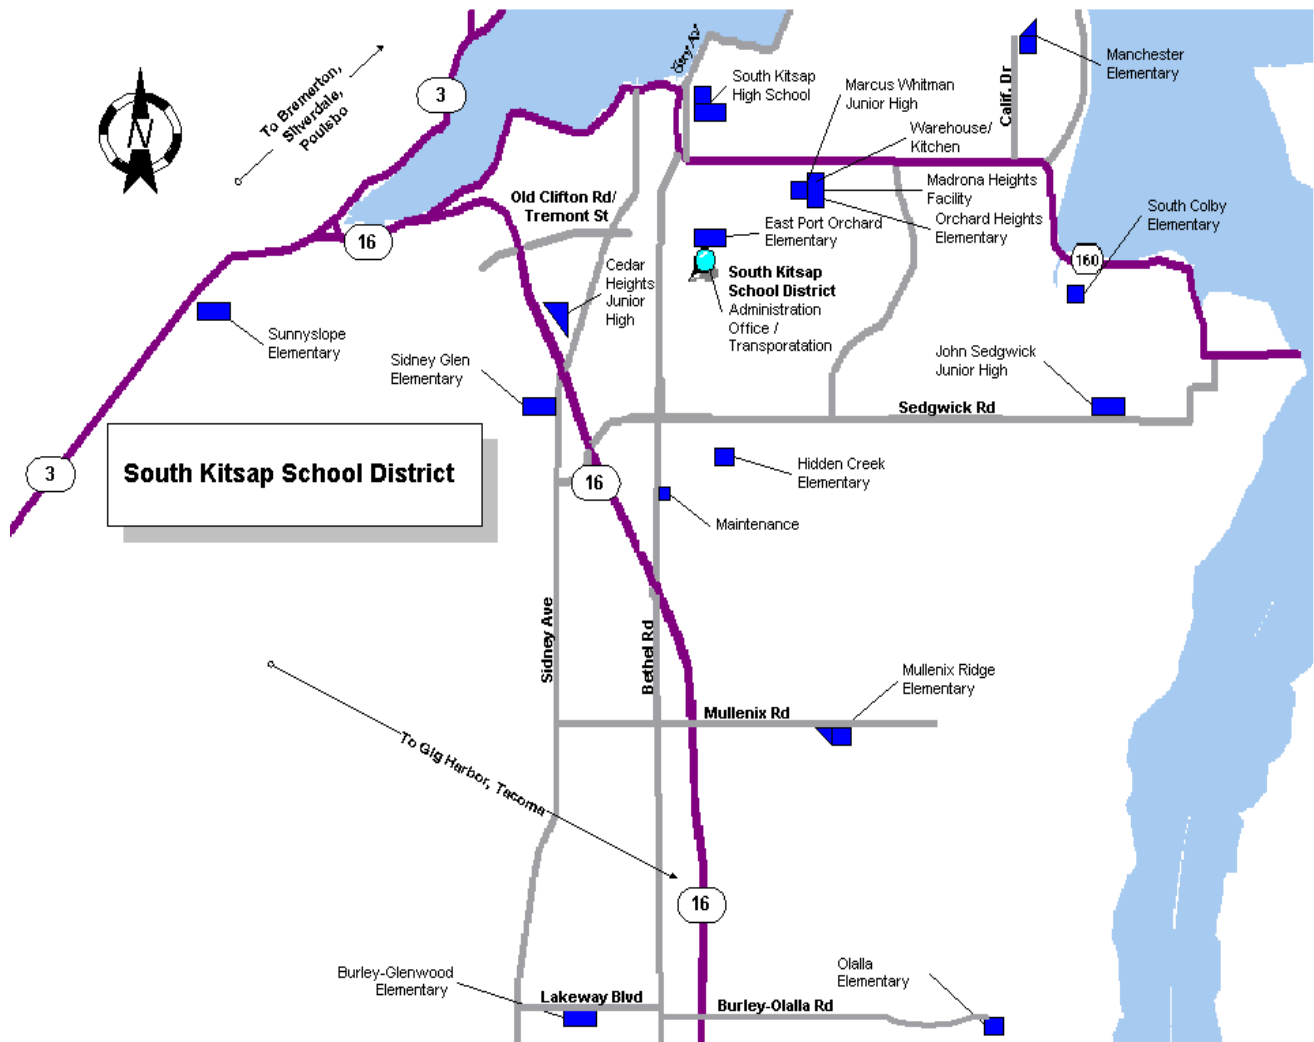 To Bremerton,
Silverdale,
Poulsbo
3
N
South Kitsap
High School
Marcus Whitman
Junior High
Warehouse/
Kitchen
Madrona Heights
Facility
Orchard Heights
Elementary
Calif. Dr
Manchester
Elementary
South Colby
Elementary
Old Clifton Rd/
Tremont St
16
East Port Orchard
Elementary
160
South Kitsap
School District
Administration
Office /
Transporatation
Cedar
Heights
Junior
High
Sunnyslope
Elementary
Sidney Glen
Elementary
John Sedgwick
Junior High
Sedgwick Rd
South Kitsap School District
3
16
Hidden Creek
Elementary
Maintenance
Sidney Ave
Bethel Rd
Mullenix Ridge
Elementary
Mullenix Rd
To Gig Harbor, Tacoma
16
Burley-Glenwood
Elementary
Lakeway Blvd
Burley-Olalla Rd
Olalla
Elementary